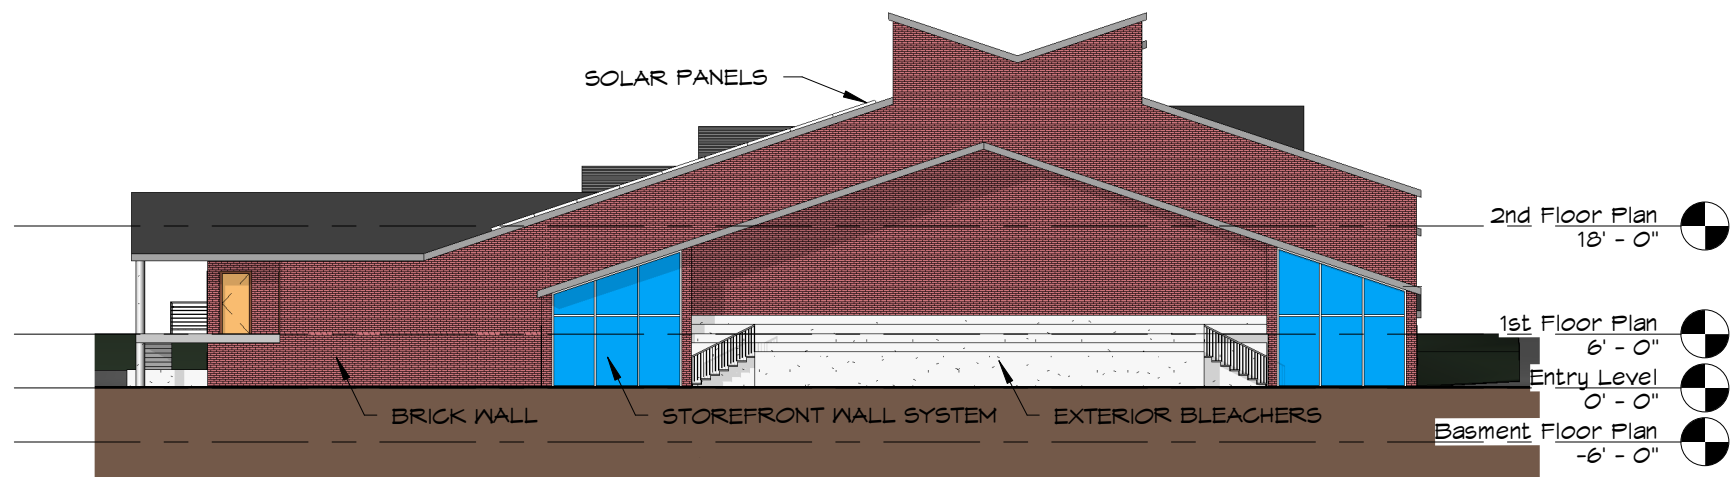 SOLAR PANELS
2nd Floor Plan
18' - 0"
1st Floor Plan
6' - 0"
Entry Level
0' - 0"
BRICK WALL
STOREFRONT WALL SYSTEM
EXTERIOR BLEACHERS
Basment Floor Plan
-6' - 0"